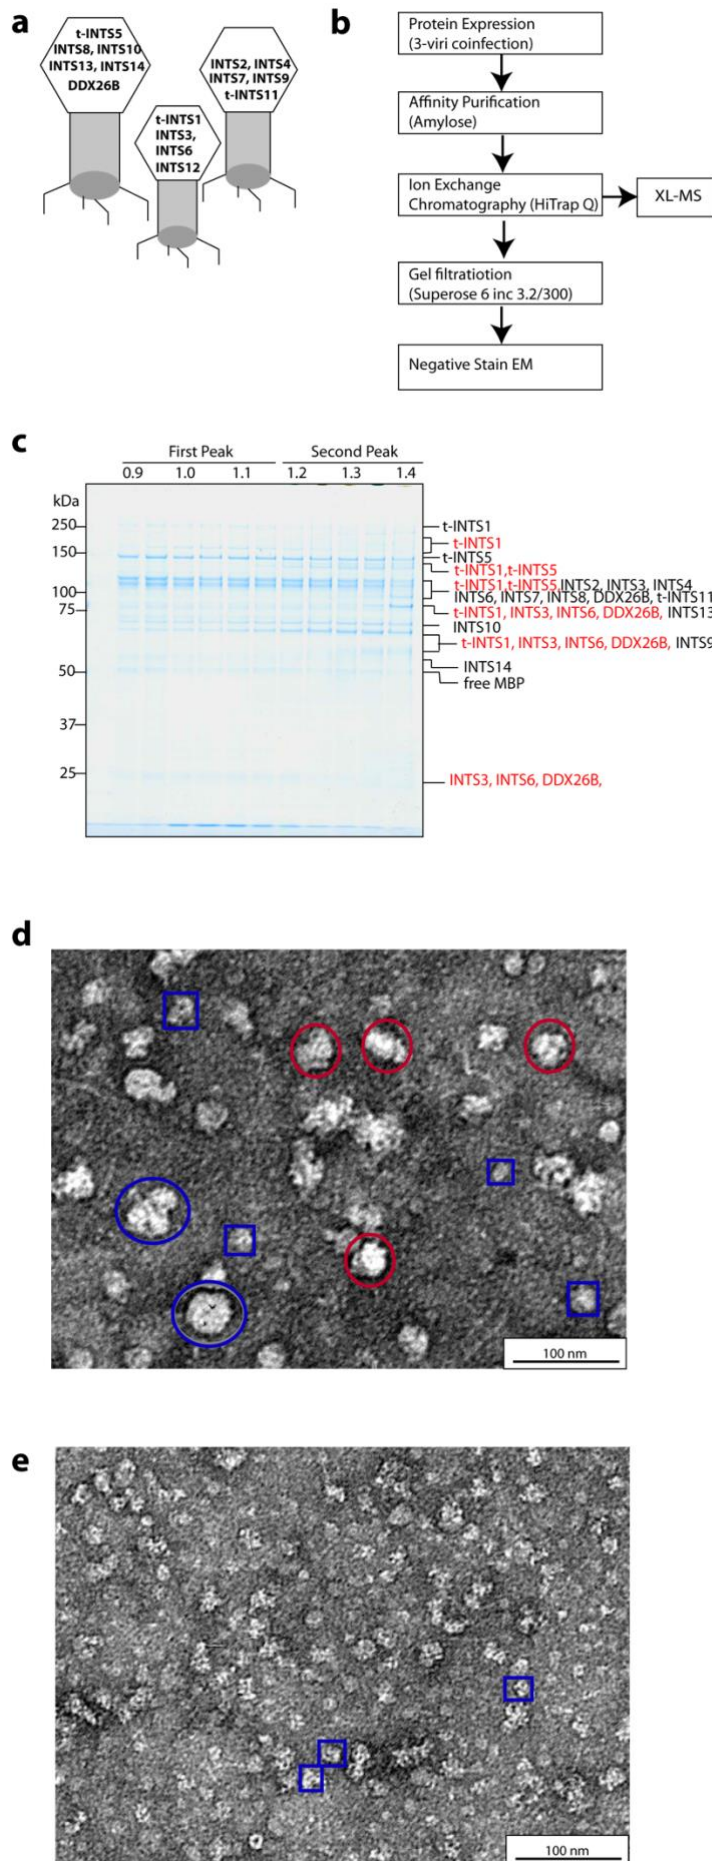 a
t-INTS5
INTS8, INTS10
INTS13, INTS14
DDX26B
t-INTS1
INTS3,
INTS6
INTS12
INTS2, INTS4
INTS7, INTS9
t-INTS11
b
Protein Expression
(3-viri coinfection)
Affinity Purification
(Amylose)
Ion Exchange
Chromatography (HiTrap Q)
XL-MS
Gel filtratiotion
(Superose 6 inc 3.2/300)
Negative Stain EM
c
First Peak
Second Peak
0.9 1.0 1.1 1.2 1.3 1.4
kDa
250
150
100
75
50
37
25
t-INTS1
t-INTS1
t-INTS5
t-INTS1,t-INTS5
t-INTS1,t-INTS5,INTS2, INTS3, INTS4
INTS6, INTS7, INTS8, DDX26B, t-INTS11
t-INTS1, INTS3, INTS6, DDX26B, INTS13
INTS10
t-INTS1, INTS3, INTS6, DDX26B, INTS9
INTS14
free MBP
INTS3, INTS6, DDX26B,
d
100 nm
e
100 nm